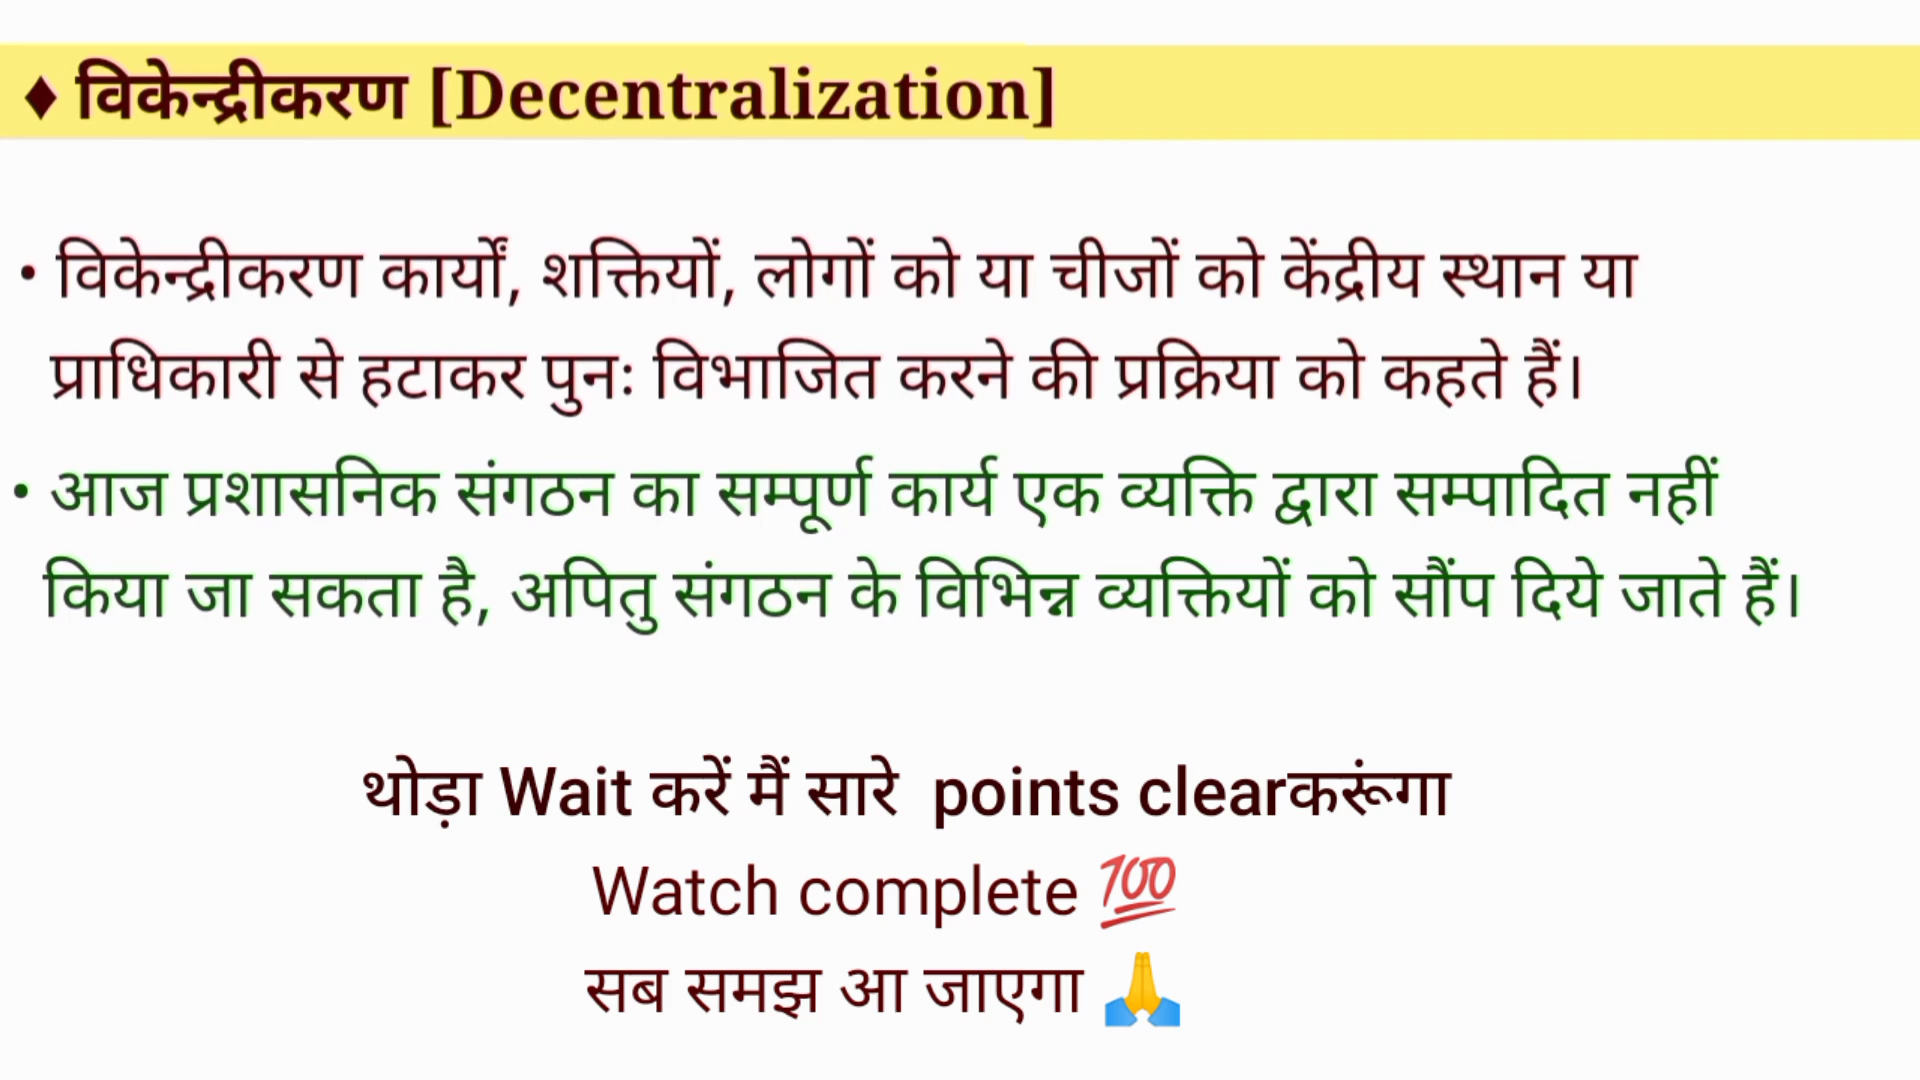 ♦ विकेन्द्रीकरण [Decentralization]
• विकेन्द्रीकरण कार्यों, शक्तियों, लोगों को या चीजों को केंद्रीय स्थान या
प्राधिकारी से हटाकर पुनः विभाजित करने की प्रक्रिया को कहते हैं।
• आज प्रशासनिक संगठन का सम्पूर्ण कार्य एक व्यक्ति द्वारा सम्पादित नहीं
किया जा सकता है, अपितु संगठन के विभिन्न व्यक्तियों को सौंप दिये जाते हैं।
थोड़ा Wait करें मैं सारे points clearकरूंगा
Watch complete 💯
सब समझ आ जाएगा 🙏